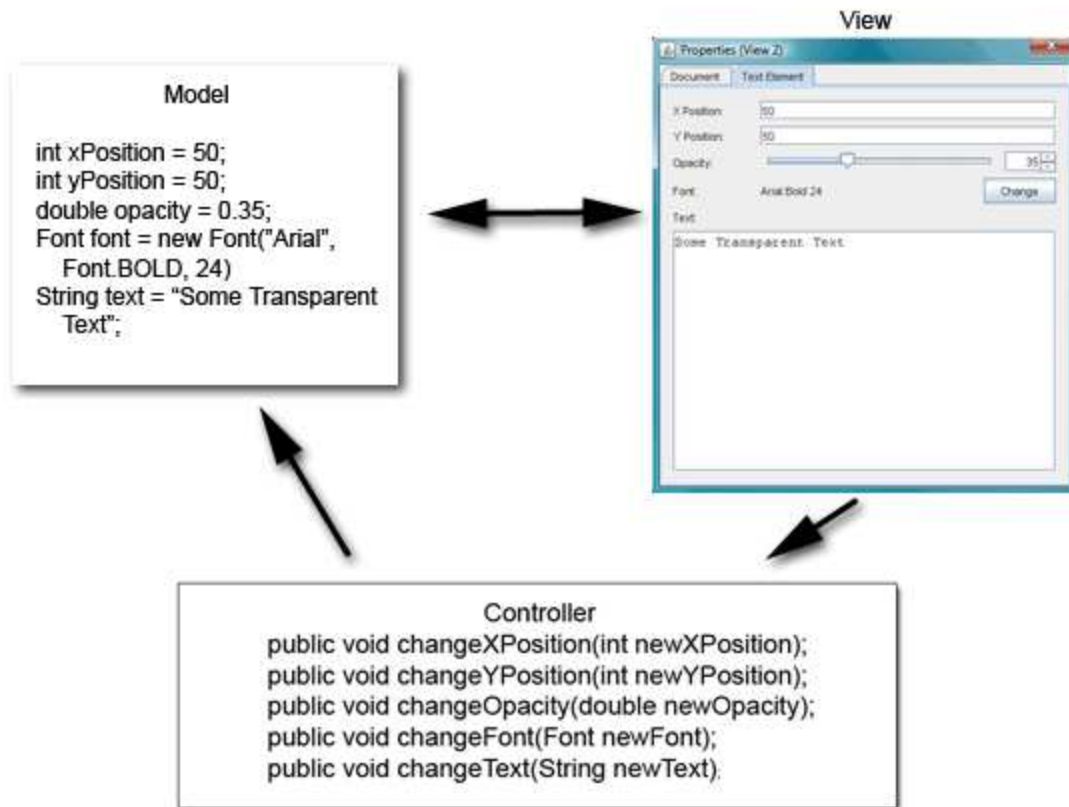 View
Properties (View 2)
Document Text Element
X Position: 50
Y Position: 50
Opacity: 35
Font: Arial Bold 24 Change
Text:
Some Transparent Text
Model
int xPosition = 50;
int yPosition = 50;
double opacity = 0.35;
Font font = new Font("Arial",
Font.BOLD, 24)
String text = “Some Transparent
Text”;
Controller
public void changeXPosition(int newXPosition);
public void changeYPosition(int newYPosition);
public void changeOpacity(double newOpacity);
public void changeFont(Font newFont);
public void changeText(String newText);